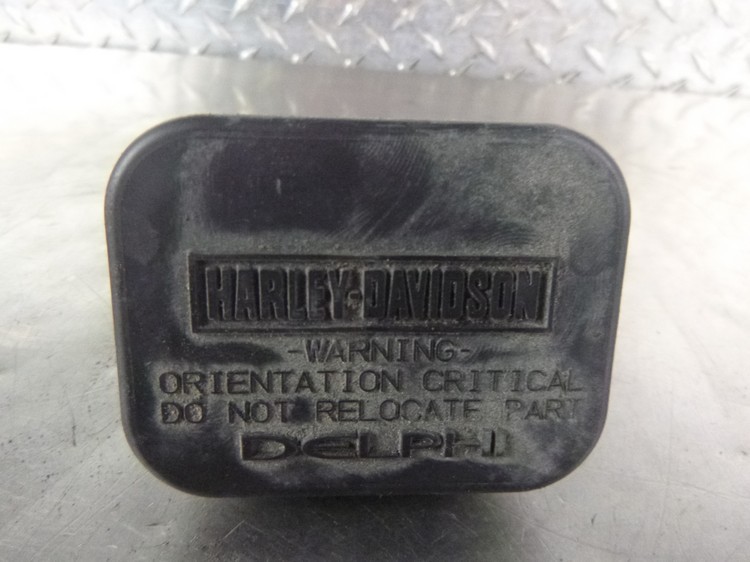 HARLEY-DAVIDSON
-WARNING-
ORIENTATION CRITICAL
DO NOT RELOCATE PART
DELPHI